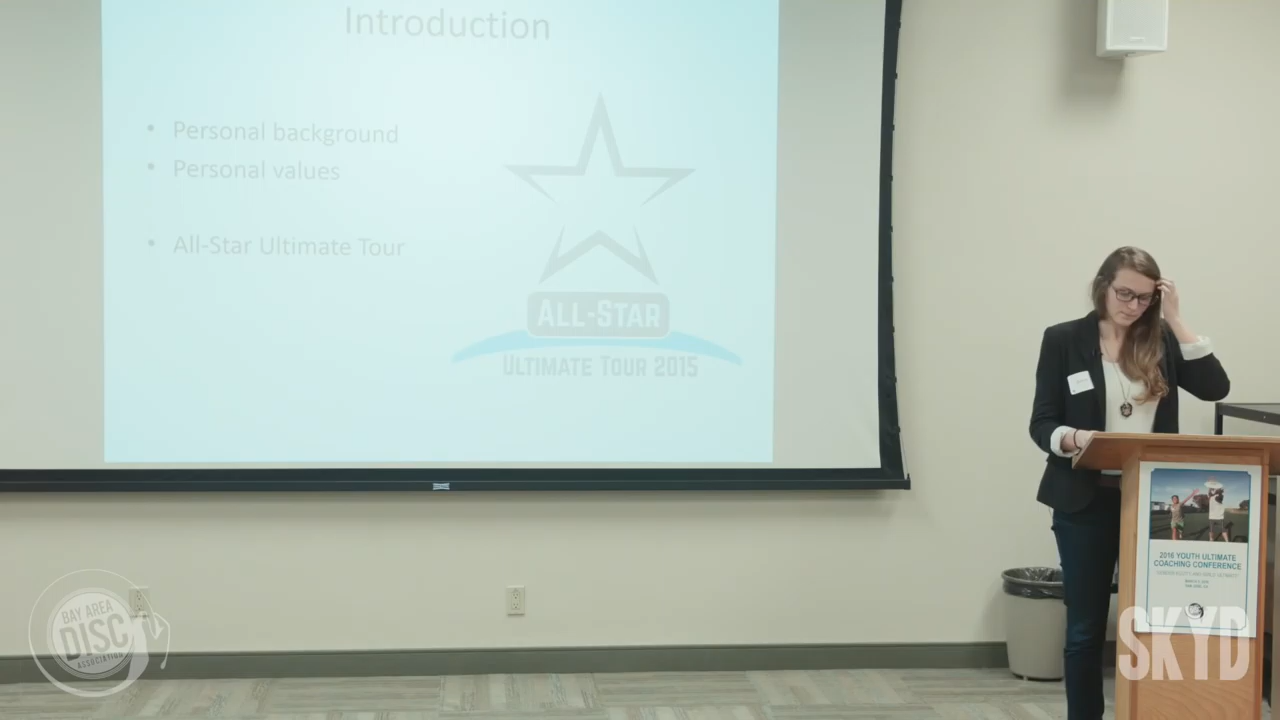 Introduction
• Personal background
• Personal values
• All-Star Ultimate Tour
ALL-STAR
ULTIMATE TOUR 2015
2016 YOUTH ULTIMATE
COACHING CONFERENCE
BAY AREA
DISC
ASSOCIATION
SKYD